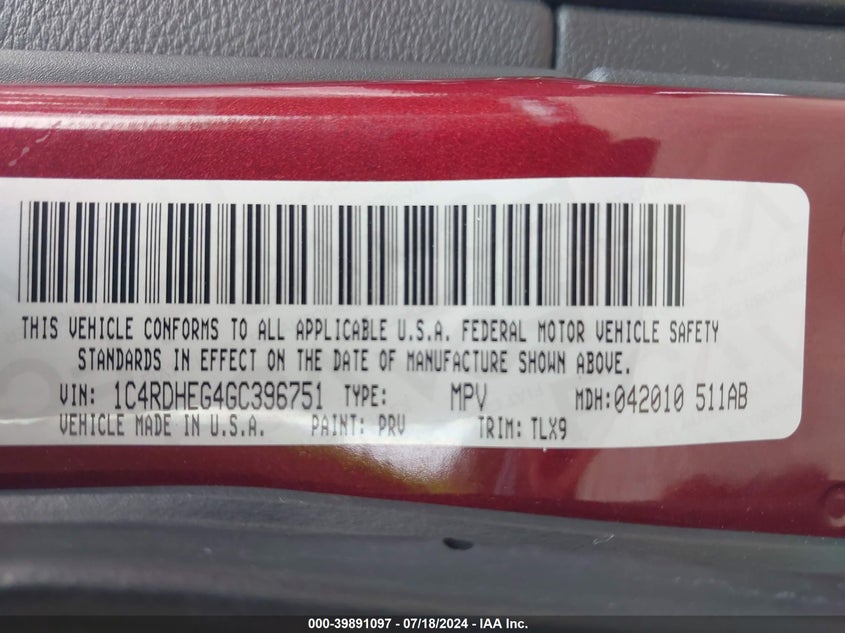 THIS VEHICLE CONFORMS TO ALL APPLICABLE U.S.A. FEDERAL MOTOR VEHICLE SAFETY
STANDARDS IN EFFECT ON THE DATE OF MANUFACTURE SHOWN ABOVE.
VIN: 1C4RDHEG4GC396751 TYPE: MPV MDH:042010 511AB
VEHICLE MADE IN U.S.A. PAINT: PRV TRIM: TLX9
000-39891097 - 07/18/2024 - IAA Inc.